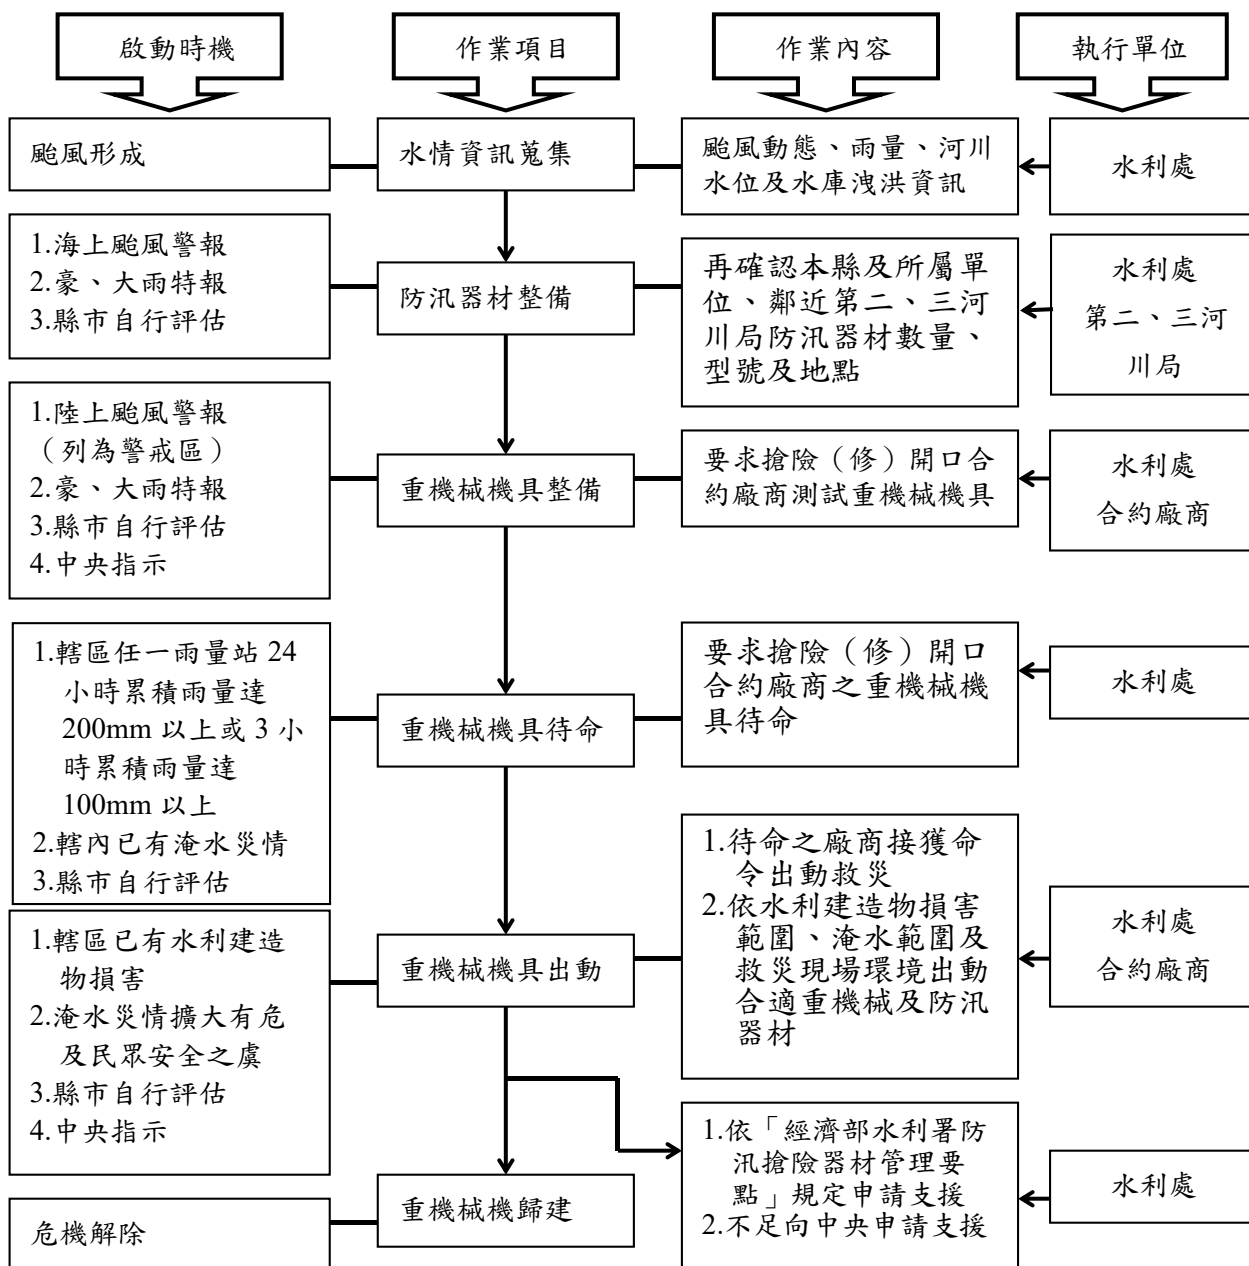 啟動時機
作業項目
作業內容
執行單位
颱風形成
水情資訊蒐集
颱風動態、雨量、河川
水位及水庫洩洪資訊
水利處
1.海上颱風警報
2.豪、大雨特報
3.縣市自行評估
防汛器材整備
再確認本縣及所屬單
位、鄰近第二、三河
川局防汛器材數量、
型號及地點
水利處
第二、三河
川局
1.陸上颱風警報
（列為警戒區）
2.豪、大雨特報
3.縣市自行評估
4.中央指示
重機械機具整備
要求搶險（修）開口合
約廠商測試重機械機具
水利處
合約廠商
1.轄區任一雨量站 24
小時累積雨量達
200mm 以上或 3 小
時累積雨量達
100mm 以上
2.轄內已有淹水災情
3.縣市自行評估
重機械機具待命
要求搶險（修）開口
合約廠商之重機械機
具待命
水利處
1.轄區已有水利建造
物損害
2.淹水災情擴大有危
及民眾安全之虞
3.縣市自行評估
4.中央指示
重機械機具出動
1.待命之廠商接獲命
令出動救災
2.依水利建造物損害
範圍、淹水範圍及
救災現場環境出動
合適重機械及防汛
器材
水利處
合約廠商
1.依「經濟部水利署防
汛搶險器材管理要
點」規定申請支援
2.不足向中央申請支援
水利處
危機解除
重機械機歸建